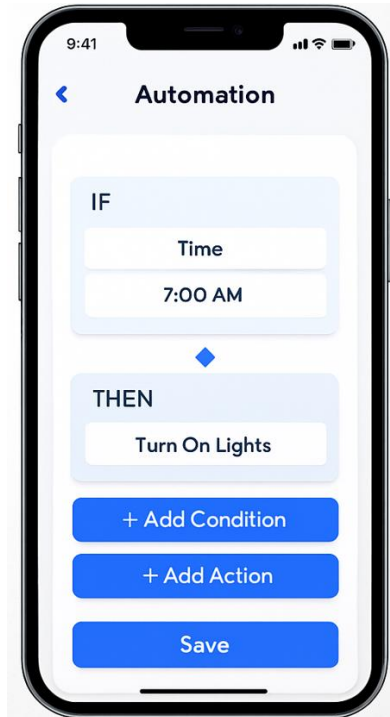 9:41
Automation
IF
Time
7:00 AM
THEN
Turn On Lights
+ Add Condition
+ Add Action
Save